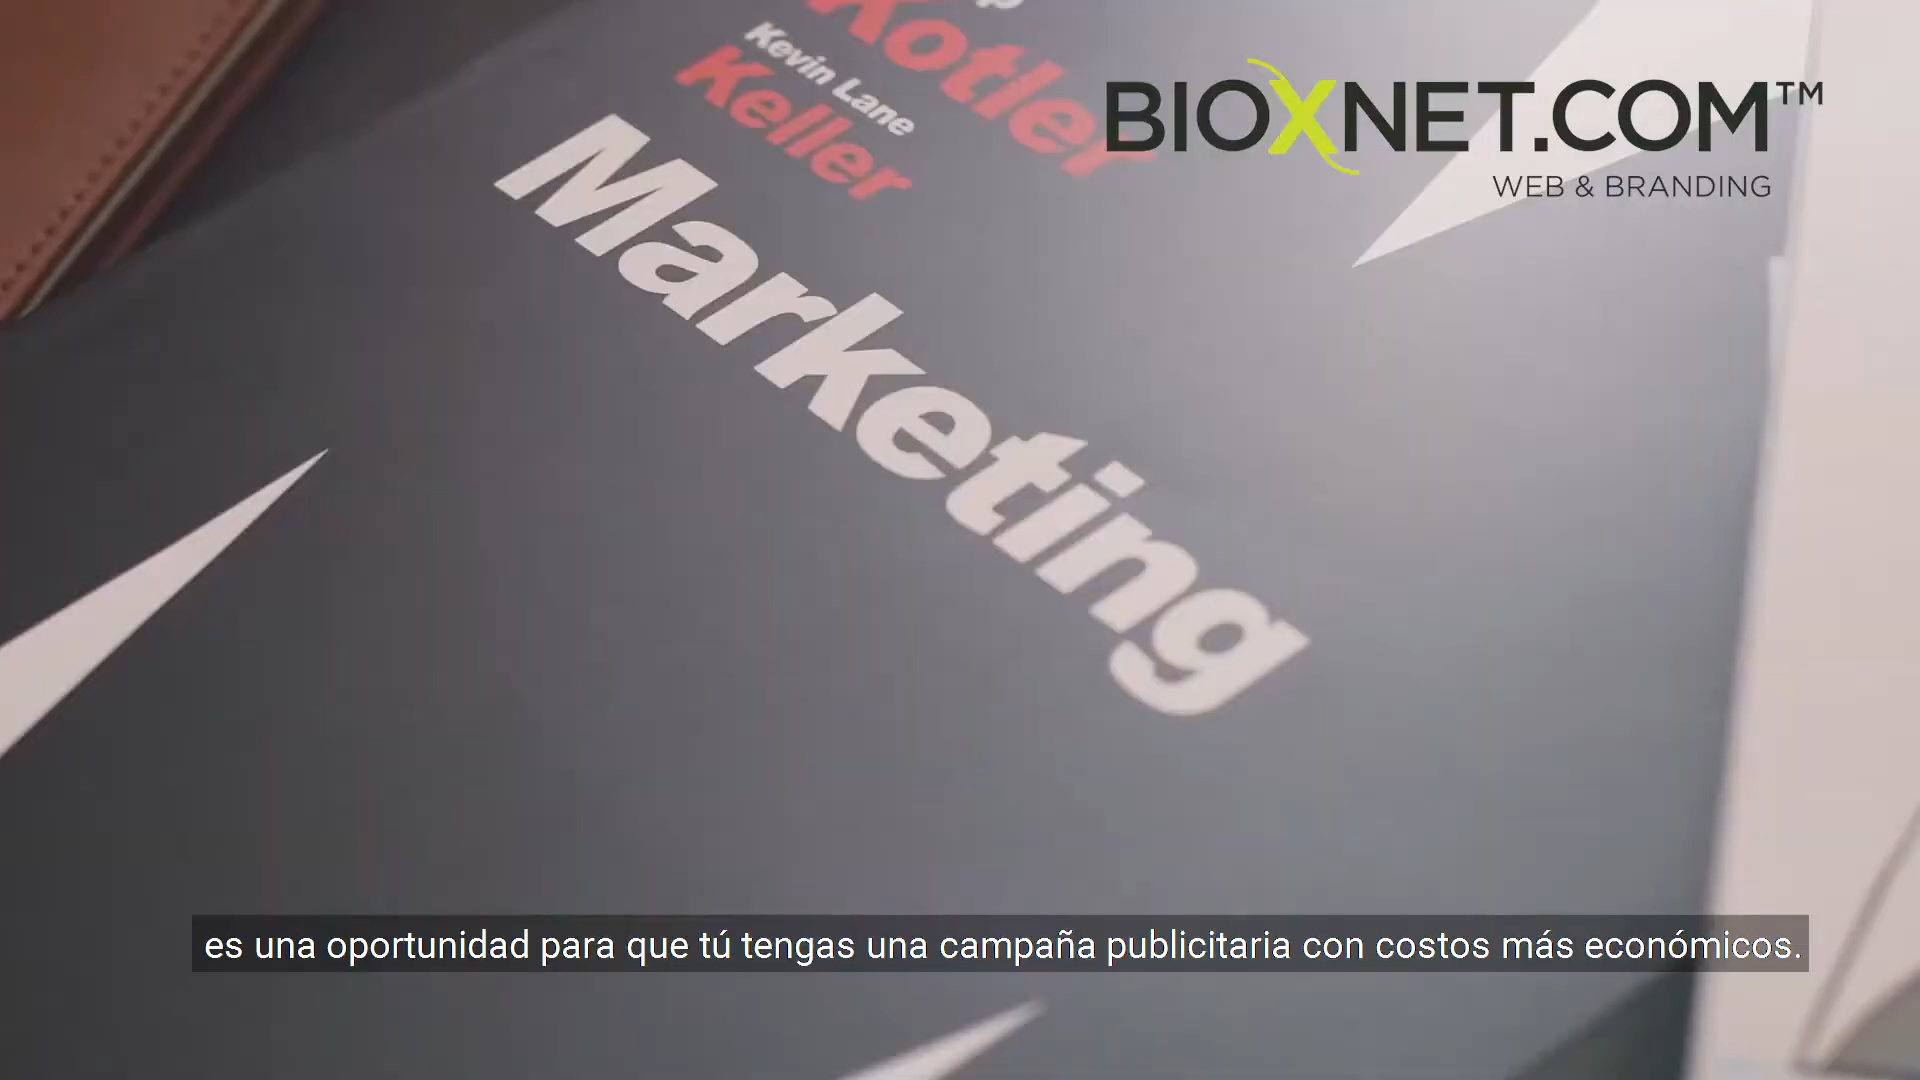 Kotler
Kevin Lane
Keller
Marketing
BIOXNET.COM™
WEB & BRANDING
es una oportunidad para que tú tengas una campaña publicitaria con costos más económicos.